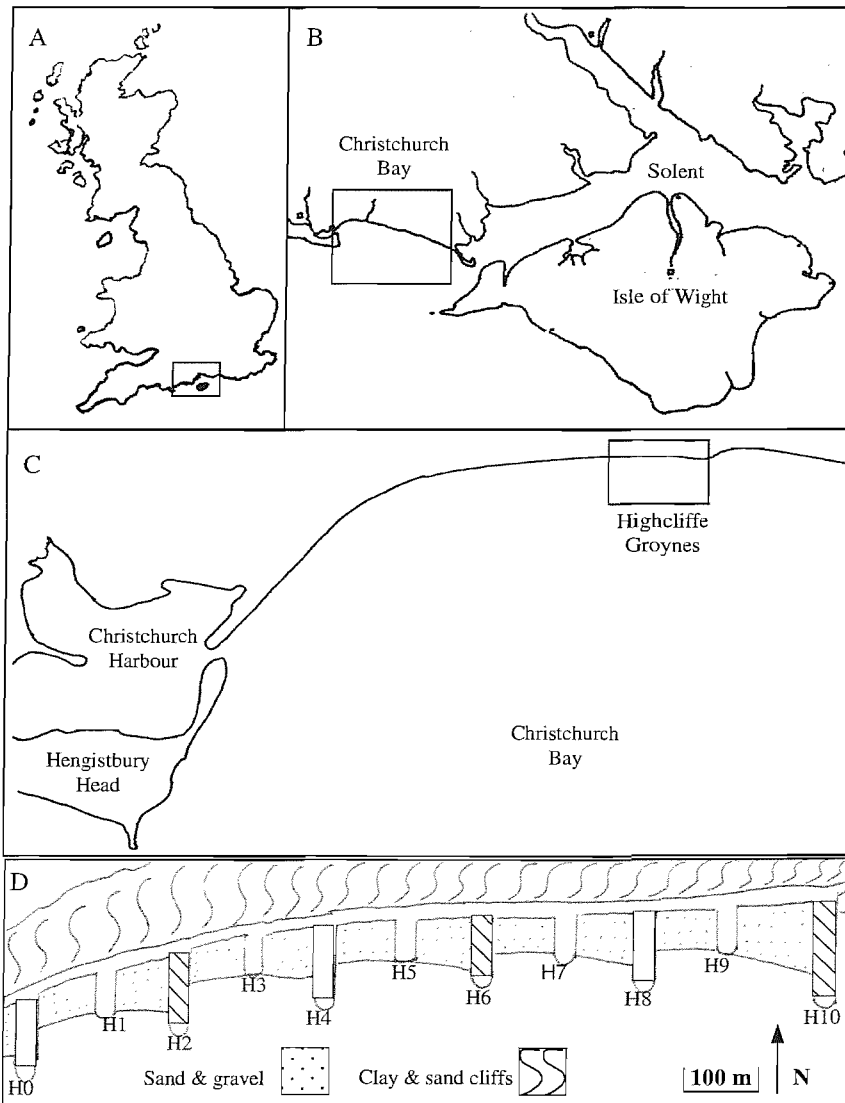 A
B
Christchurch
Bay
Solent
Isle of Wight
C
Highcliffe
Groynes
Christchurch
Harbour
Hengistbury
Head
Christchurch
Bay
D
H0
H1
H2
H3
H4
H5
H6
H7
H8
H9
H10
Sand & gravel
Clay & sand cliffs
100 m
N